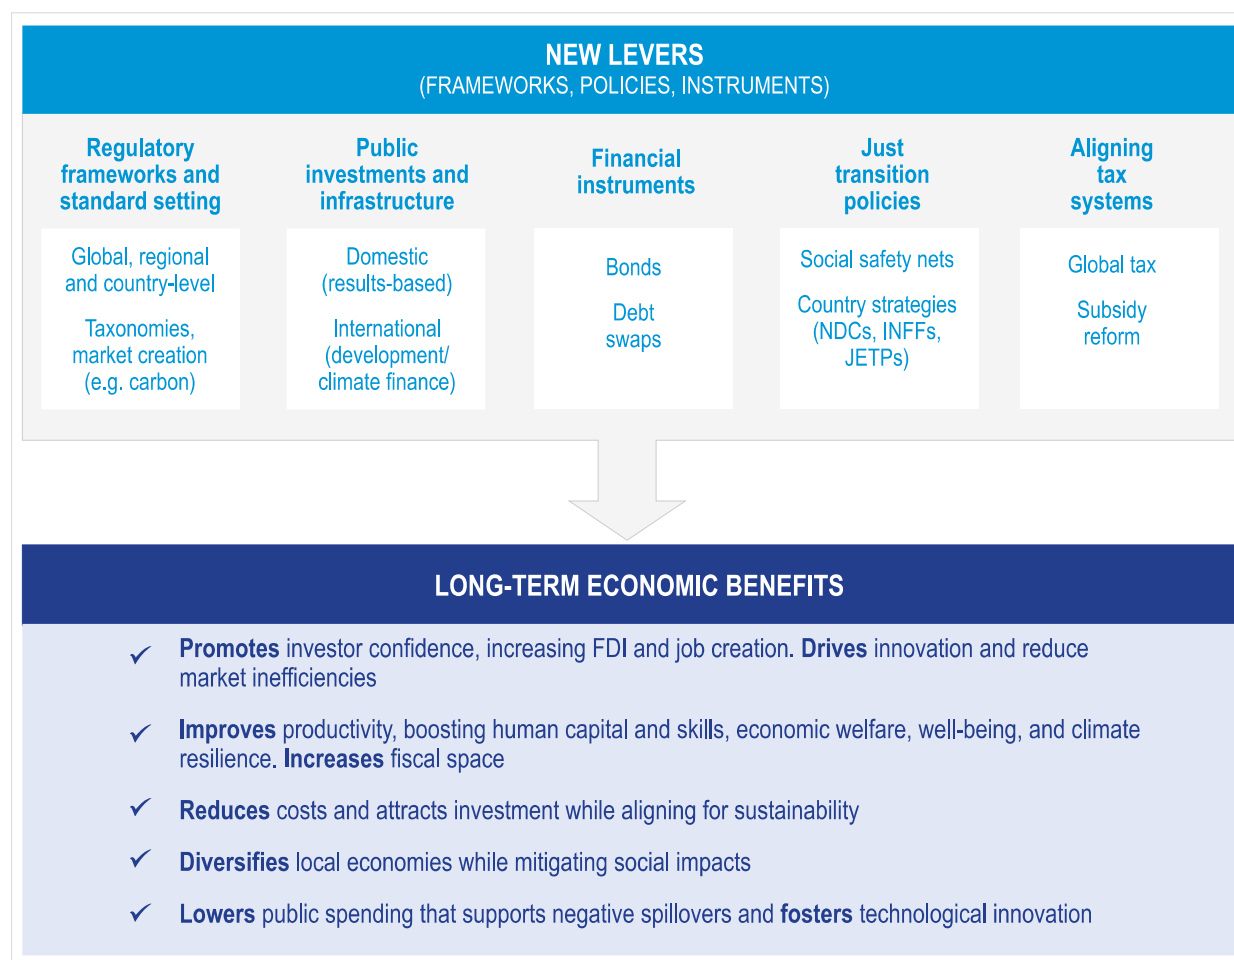 NEW LEVERS
(FRAMEWORKS, POLICIES, INSTRUMENTS)
Regulatory
frameworks and
standard setting
Global, regional
and country-level
Taxonomies,
market creation
(e.g. carbon)
Public
investments and
infrastructure
Domestic
(results-based)
International
(development/
climate finance)
Financial
instruments
Bonds
Debt
swaps
Just
transition
policies
Social safety nets
Country strategies
(NDCs, INFFs,
JETPs)
Aligning
tax
systems
Global tax
Subsidy
reform
LONG-TERM ECONOMIC BENEFITS
✓ Promotes investor confidence, increasing FDI and job creation. Drives innovation and reduce
market inefficiencies
✓ Improves productivity, boosting human capital and skills, economic welfare, well-being, and climate
resilience. Increases fiscal space
✓ Reduces costs and attracts investment while aligning for sustainability
✓ Diversifies local economies while mitigating social impacts
✓ Lowers public spending that supports negative spillovers and fosters technological innovation